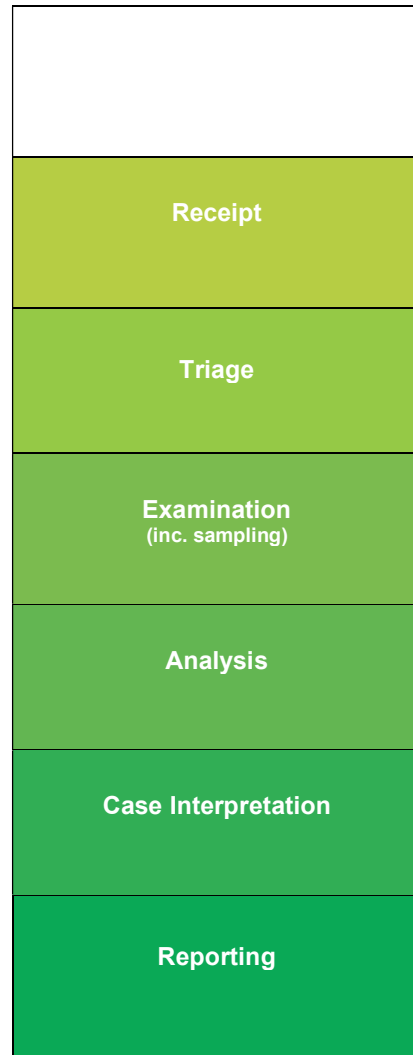 Receipt
Triage
Examination
(inc. sampling)
Analysis
Case Interpretation
Reporting